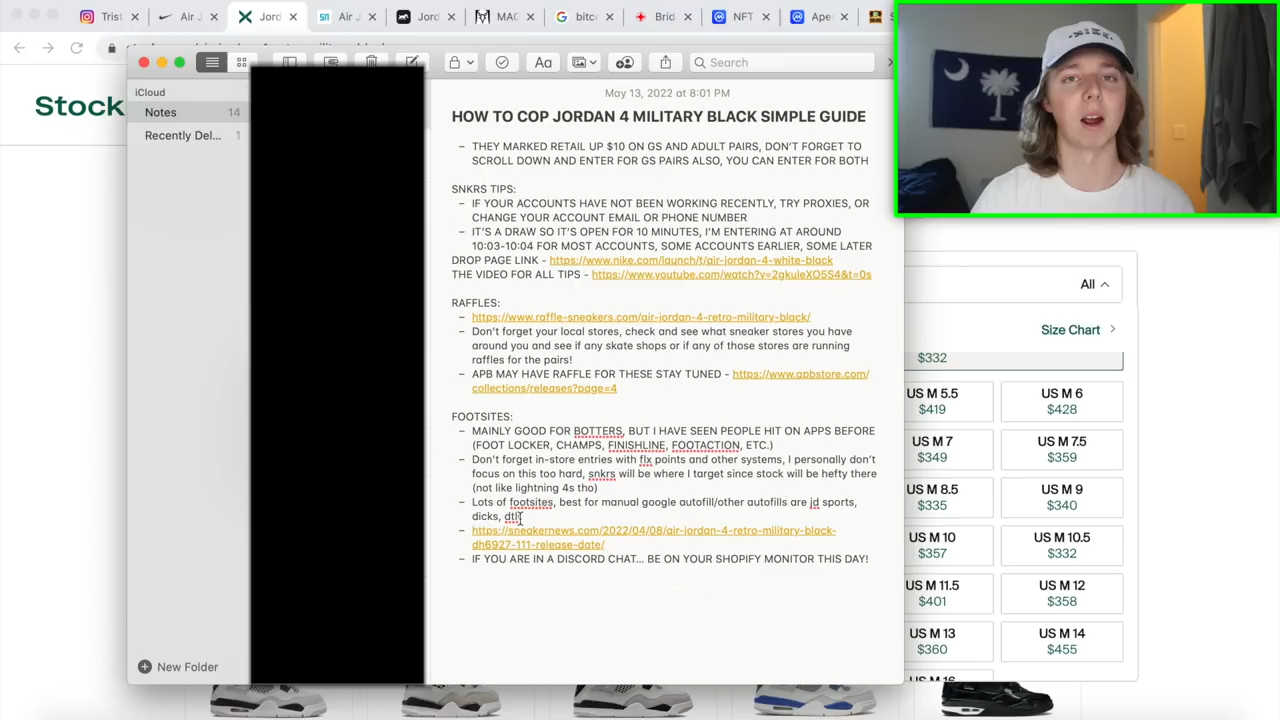 Tris
Air J
Jord
sn
Air J
Jord
MAC
G
bitcc
Brid
NFT
Ape
Stock
iCloud
Notes 14
Recently Del... 1
New Folder
Aa
Search
May 13, 2022 at 8:01 PM
HOW TO COP JORDAN 4 MILITARY BLACK SIMPLE GUIDE
– THEY MARKED RETAIL UP $10 ON GS AND ADULT PAIRS, DON'T FORGET TO
SCROLL DOWN AND ENTER FOR GS PAIRS ALSO, YOU CAN ENTER FOR BOTH
SNKRS TIPS:
– IF YOUR ACCOUNTS HAVE NOT BEEN WORKING RECENTLY, TRY PROXIES, OR
CHANGE YOUR ACCOUNT EMAIL OR PHONE NUMBER
– IT'S A DRAW SO IT'S OPEN FOR 10 MINUTES, I'M ENTERING AT AROUND
10:03-10:04 FOR MOST ACCOUNTS, SOME ACCOUNTS EARLIER, SOME LATER
DROP PAGE LINK - https://www.nike.com/launch/t/air-jordan-4-white-black
THE VIDEO FOR ALL TIPS - https://www.youtube.com/watch?v=2gkuleXO5S4&t=0s
RAFFLES:
– https://www.raffle-sneakers.com/air-jordan-4-retro-military-black/
– Don't forget your local stores, check and see what sneaker stores you have
around you and see if any skate shops or if any of those stores are running
raffles for the pairs!
– APB MAY HAVE RAFFLE FOR THESE STAY TUNED - https://www.apbstore.com/
collections/releases?page=4
FOOTSITES:
– MAINLY GOOD FOR BOTTERS, BUT I HAVE SEEN PEOPLE HIT ON APPS BEFORE
(FOOT LOCKER, CHAMPS, FINISHLINE, FOOTACTION, ETC.)
– Don't forget in-store entries with flx points and other systems, I personally don't
focus on this too hard, snkrs will be where I target since stock will be hefty there
(not like lightning 4s tho)
– Lots of footsites, best for manual google autofill/other autofills are jd sports,
dicks, dtlr
– https://sneakernews.com/2022/04/08/air-jordan-4-retro-military-black-
dh6927-111-release-date/
– IF YOU ARE IN A DISCORD CHAT... BE ON YOUR SHOPIFY MONITOR THIS DAY!
NIKE
All
Size Chart
$332
US M 5.5 US M 6
$419 $428
US M 7 US M 7.5
$349 $359
US M 8.5 US M 9
$335 $340
US M 10 US M 10.5
$357 $332
US M 11.5 US M 12
$401 $358
US M 13 US M 14
$360 $455